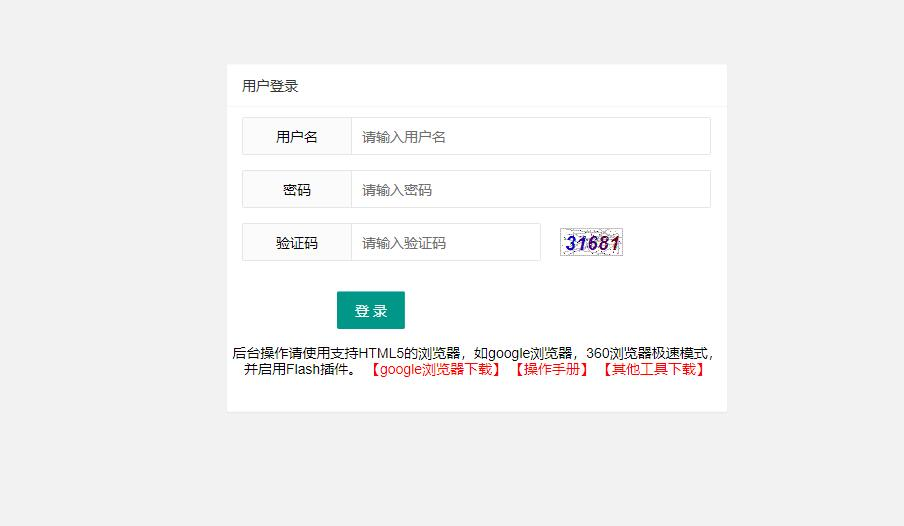 用户登录
用户名 请输入用户名
密码 请输入密码
验证码 请输入验证码 31681
登 录
后台操作请使用支持HTML5的浏览器，如google浏览器，360浏览器极速模式，
并启用Flash插件。 【google浏览器下载】 【操作手册】 【其他工具下载】